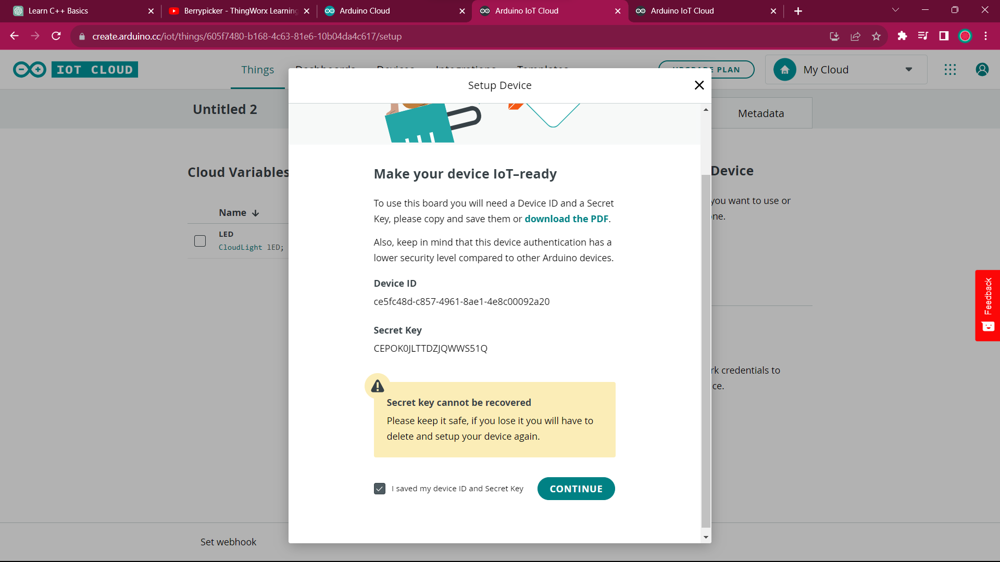 Learn C++ Basics
Berrypicker - ThingWorx Learning
Arduino Cloud
Arduino IoT Cloud
Arduino IoT Cloud
create.arduino.cc/iot/things/605f7480-b168-4c63-81e6-10b04da4c617/setup
IOT CLOUD
Things
Dashboards
Devices
Integrations
Templates
PLAN
My Cloud
Setup Device
Untitled 2
Metadata
Make your device IoT–ready
Cloud Variables
Device
To use this board you will need a Device ID and a Secret
Key, please copy and save them or download the PDF.
you want to use or
Name
LED
CloudLight lED;
Also, keep in mind that this device authentication has a
lower security level compared to other Arduino devices.
Device ID
ce5fc48d-c857-4961-8ae1-4e8c00092a20
Feedback
Secret Key
CEPOK0JLTTDZJQWWS51Q
credentials to
Secret key cannot be recovered
Please keep it safe, if you lose it you will have to
delete and setup your device again.
I saved my device ID and Secret Key
CONTINUE
Set webhook